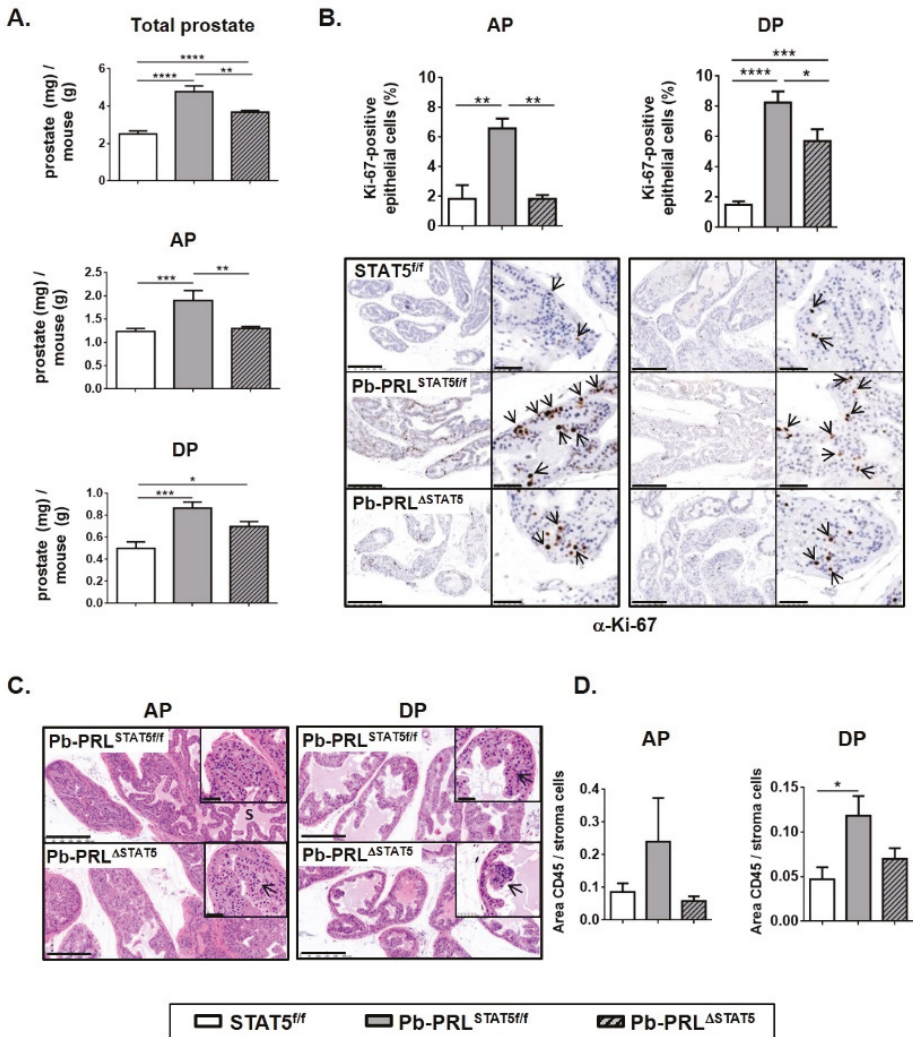 A.
Total prostate
prostate (mg) /
mouse (g)
6
4
2
0
****
****
**
AP
prostate (mg) /
mouse (g)
2.5
2.0
1.5
1.0
0.5
0.0
***
**
DP
prostate (mg) /
mouse (g)
1.0
0.8
0.6
0.4
0.2
0.0
*
***
B.
AP
Ki-67-positive
epithelial cells (%)
10
8
6
4
2
0
**
**
DP
Ki-67-positive
epithelial cells (%)
10
8
6
4
2
0
***
****
*
STAT5f/f
Pb-PRLSTAT5f/f
Pb-PRLΔSTAT5
α-Ki-67
C.
AP
DP
Pb-PRLSTAT5f/f
S
Pb-PRLΔSTAT5
Pb-PRLSTAT5f/f
Pb-PRLΔSTAT5
D.
AP
Area CD45 / stroma cells
0.4
0.3
0.2
0.1
0.0
DP
Area CD45 / stroma cells
0.15
0.10
0.05
0.00
*
STAT5f/f
Pb-PRLSTAT5f/f
Pb-PRLΔSTAT5